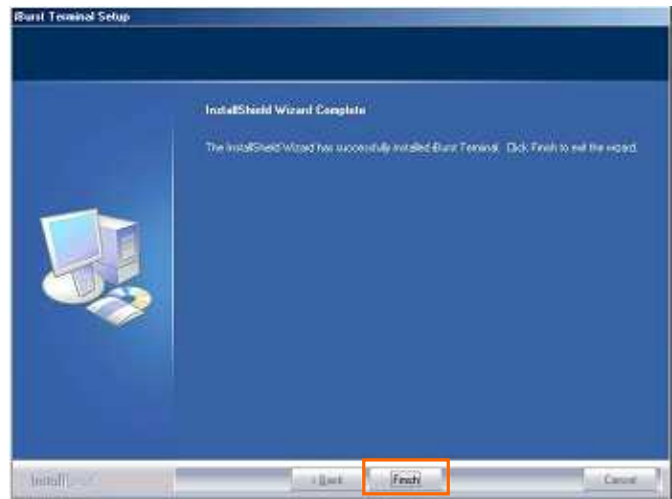 iBurst Terminal Setup
InstallShield Wizard Complete
The InstallShield Wizard has successfully installed iBurst Terminal. Click Finish to exit the wizard.
InstallShield
< Back
Finish
Cancel